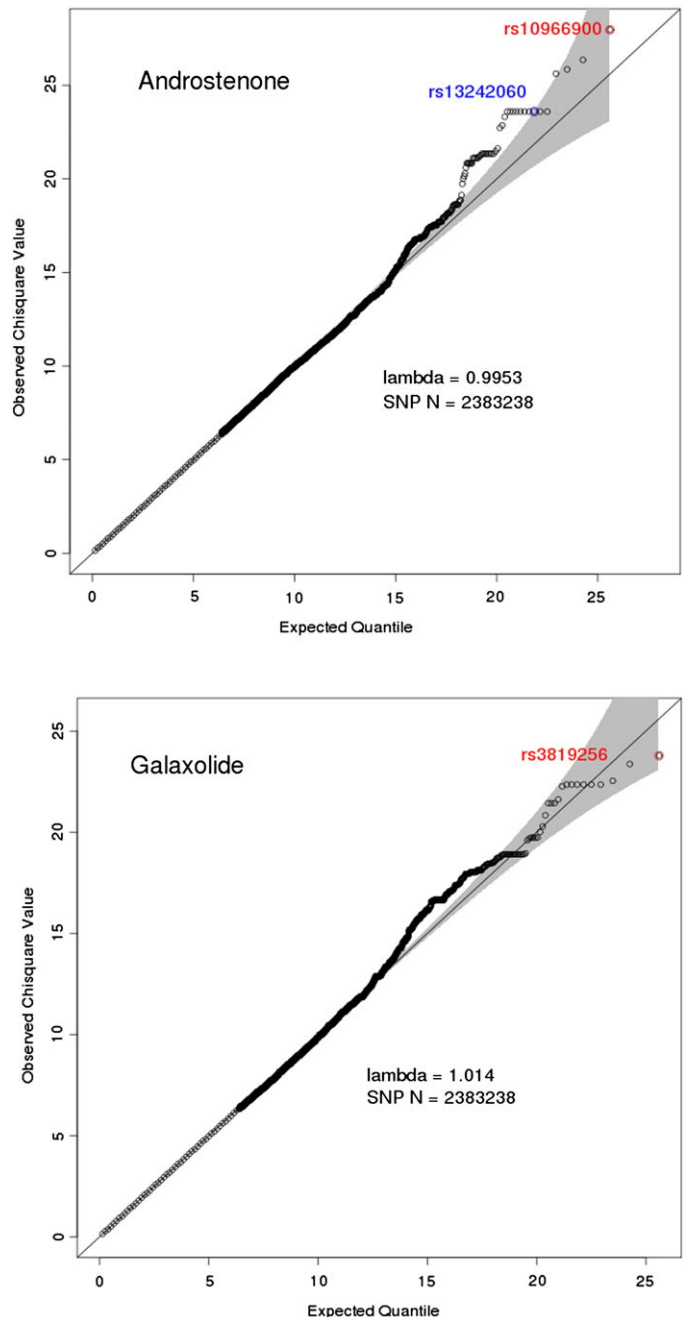 rs10966900
Androstenone
rs13242060
lambda = 0.9953
SNP N = 2383238
Observed Chisquare Value
0
5
10
15
20
25
0 5 10 15 20 25
Expected Quantile
rs3819256
Galaxolide
lambda = 1.014
SNP N = 2383238
Observed Chisquare Value
0
5
10
15
20
25
0 5 10 15 20 25
Expected Quantile